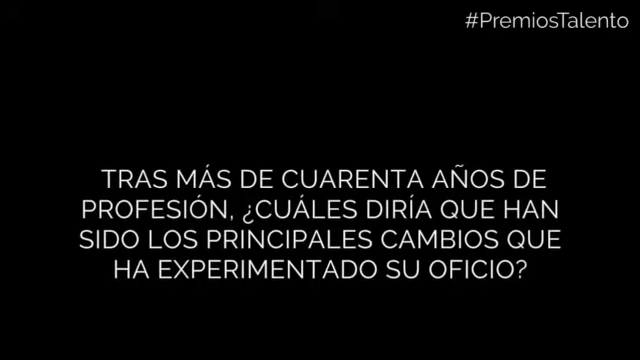 #PremiosTalento
TRAS MÁS DE CUARENTA AÑOS DE
PROFESIÓN, ¿CUÁLES DIRÍA QUE HAN
SIDO LOS PRINCIPALES CAMBIOS QUE
HA EXPERIMENTADO SU OFICIO?